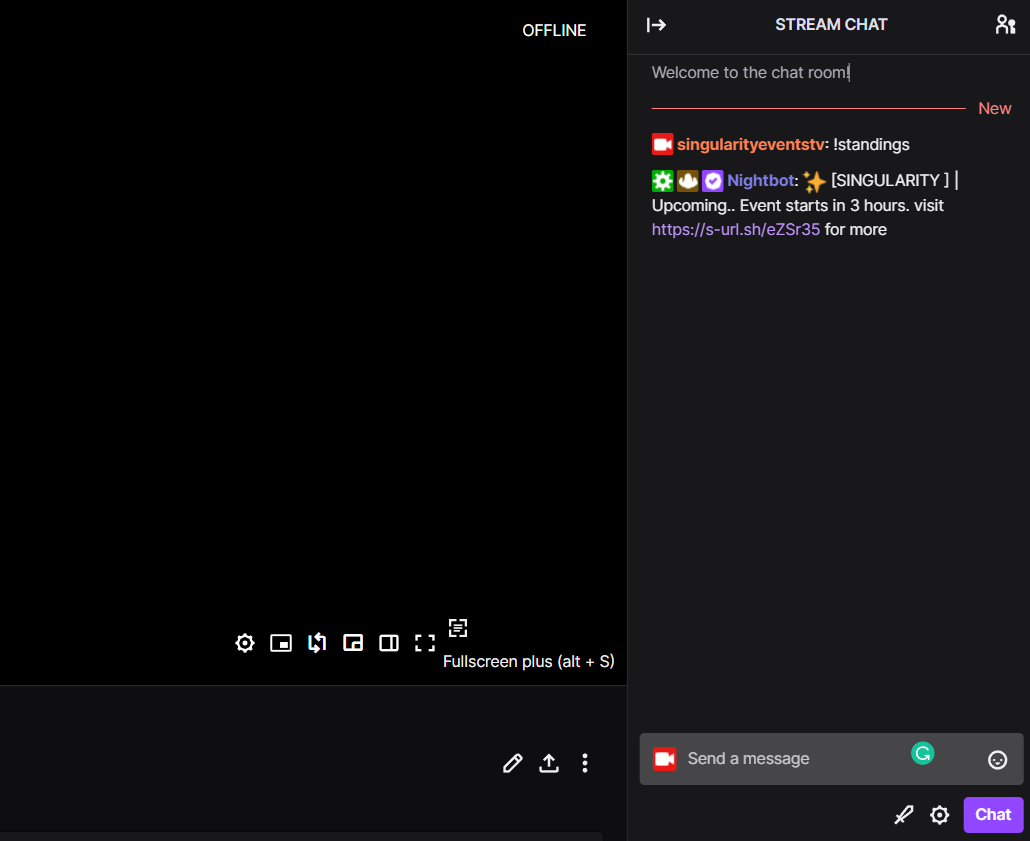 OFFLINE
STREAM CHAT
Welcome to the chat room!
New
singularityeventstv: !standings
Nightbot: ✨ [SINGULARITY ] |
Upcoming.. Event starts in 3 hours. visit
https://s-url.sh/eZSr35 for more
Fullscreen plus (alt + S)
Send a message
Chat